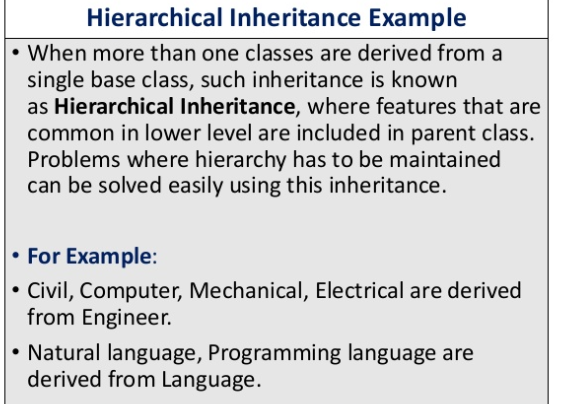 Hierarchical Inheritance Example
• When more than one classes are derived from a
single base class, such inheritance is known
as Hierarchical Inheritance, where features that are
common in lower level are included in parent class.
Problems where hierarchy has to be maintained
can be solved easily using this inheritance.
• For Example:
• Civil, Computer, Mechanical, Electrical are derived
from Engineer.
• Natural language, Programming language are
derived from Language.